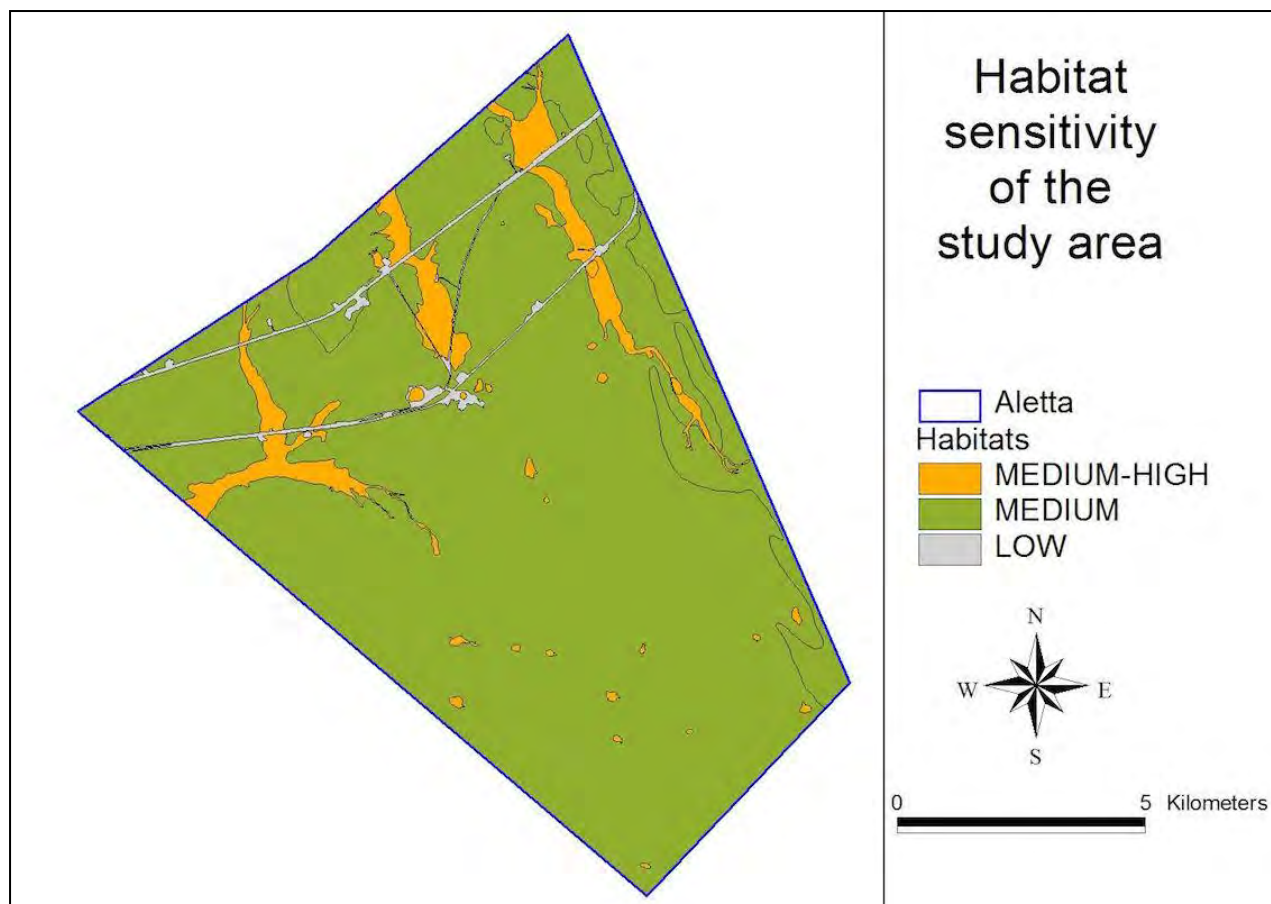 Habitat
sensitivity
of the
study area
Aletta
Habitats
MEDIUM-HIGH
MEDIUM
LOW
N
W E
S
0 5 Kilometers